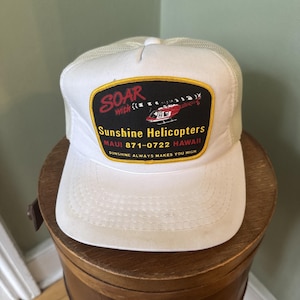 SOAR
with
Sunshine Helicopters
MAUI 871-0722 HAWAII
SUNSHINE ALWAYS MAKES YOU HIGH